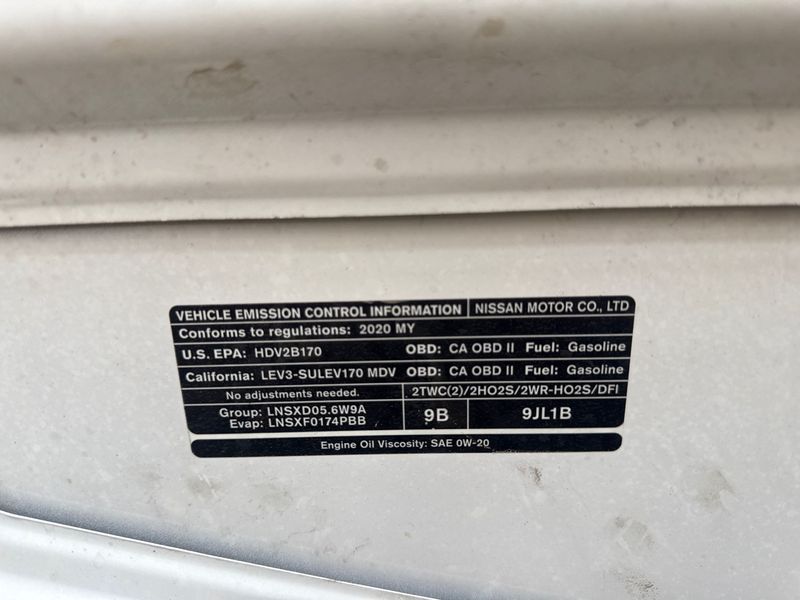 VEHICLE EMISSION CONTROL INFORMATION NISSAN MOTOR CO., LTD
Conforms to regulations: 2020 MY
U.S. EPA: HDV2B170 OBD: CA OBD II Fuel: Gasoline
California: LEV3-SULEV170 MDV OBD: CA OBD II Fuel: Gasoline
No adjustments needed. 2TWC(2)/2HO2S/2WR-HO2S/DFI
Group: LNSXD05.6W9A
Evap: LNSXF0174PBB
9B 9JL1B
Engine Oil Viscosity: SAE 0W-20